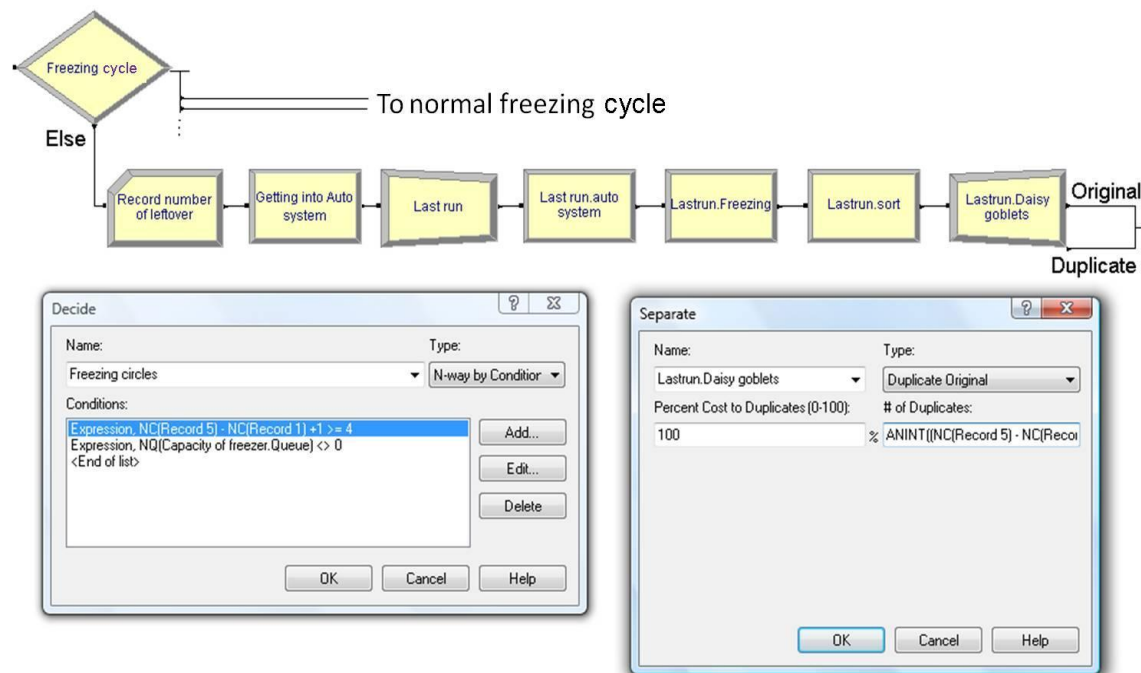 Freezing cycle
To normal freezing cycle
Else
Record number
of leftover
Getting into Auto
system
Last run
Last run.auto
system
Lastrun.Freezing
Lastrun.sort
Lastrun.Daisy
goblets
Original
Duplicate
Decide
Name:
Type:
Freezing circles
N-way by Condition
Conditions:
Expression, NC(Record 5) - NC(Record 1) +1 >= 4
Expression, NQ(Capacity of freezer.Queue) <> 0
<End of list>
Add...
Edit...
Delete
OK
Cancel
Help
Separate
Name:
Type:
Lastrun.Daisy goblets
Duplicate Original
Percent Cost to Duplicates (0-100):
# of Duplicates:
100
%
ANINT((NC(Record 5) - NC(Recor
OK
Cancel
Help